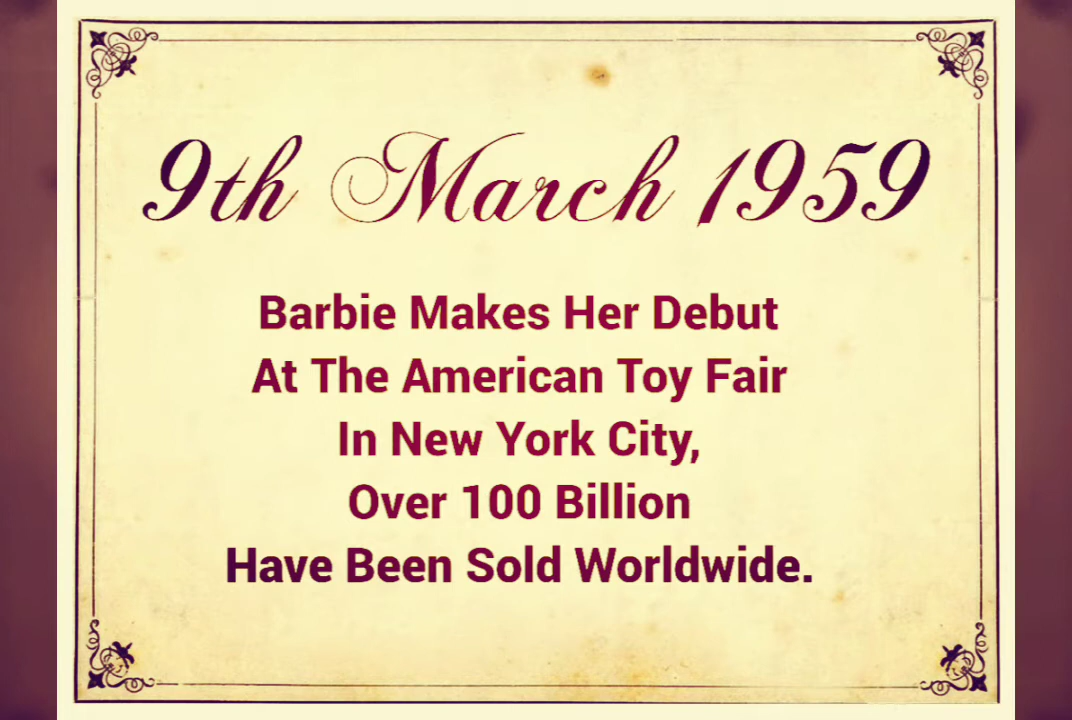 9th March 1959
Barbie Makes Her Debut
At The American Toy Fair
In New York City,
Over 100 Billion
Have Been Sold Worldwide.